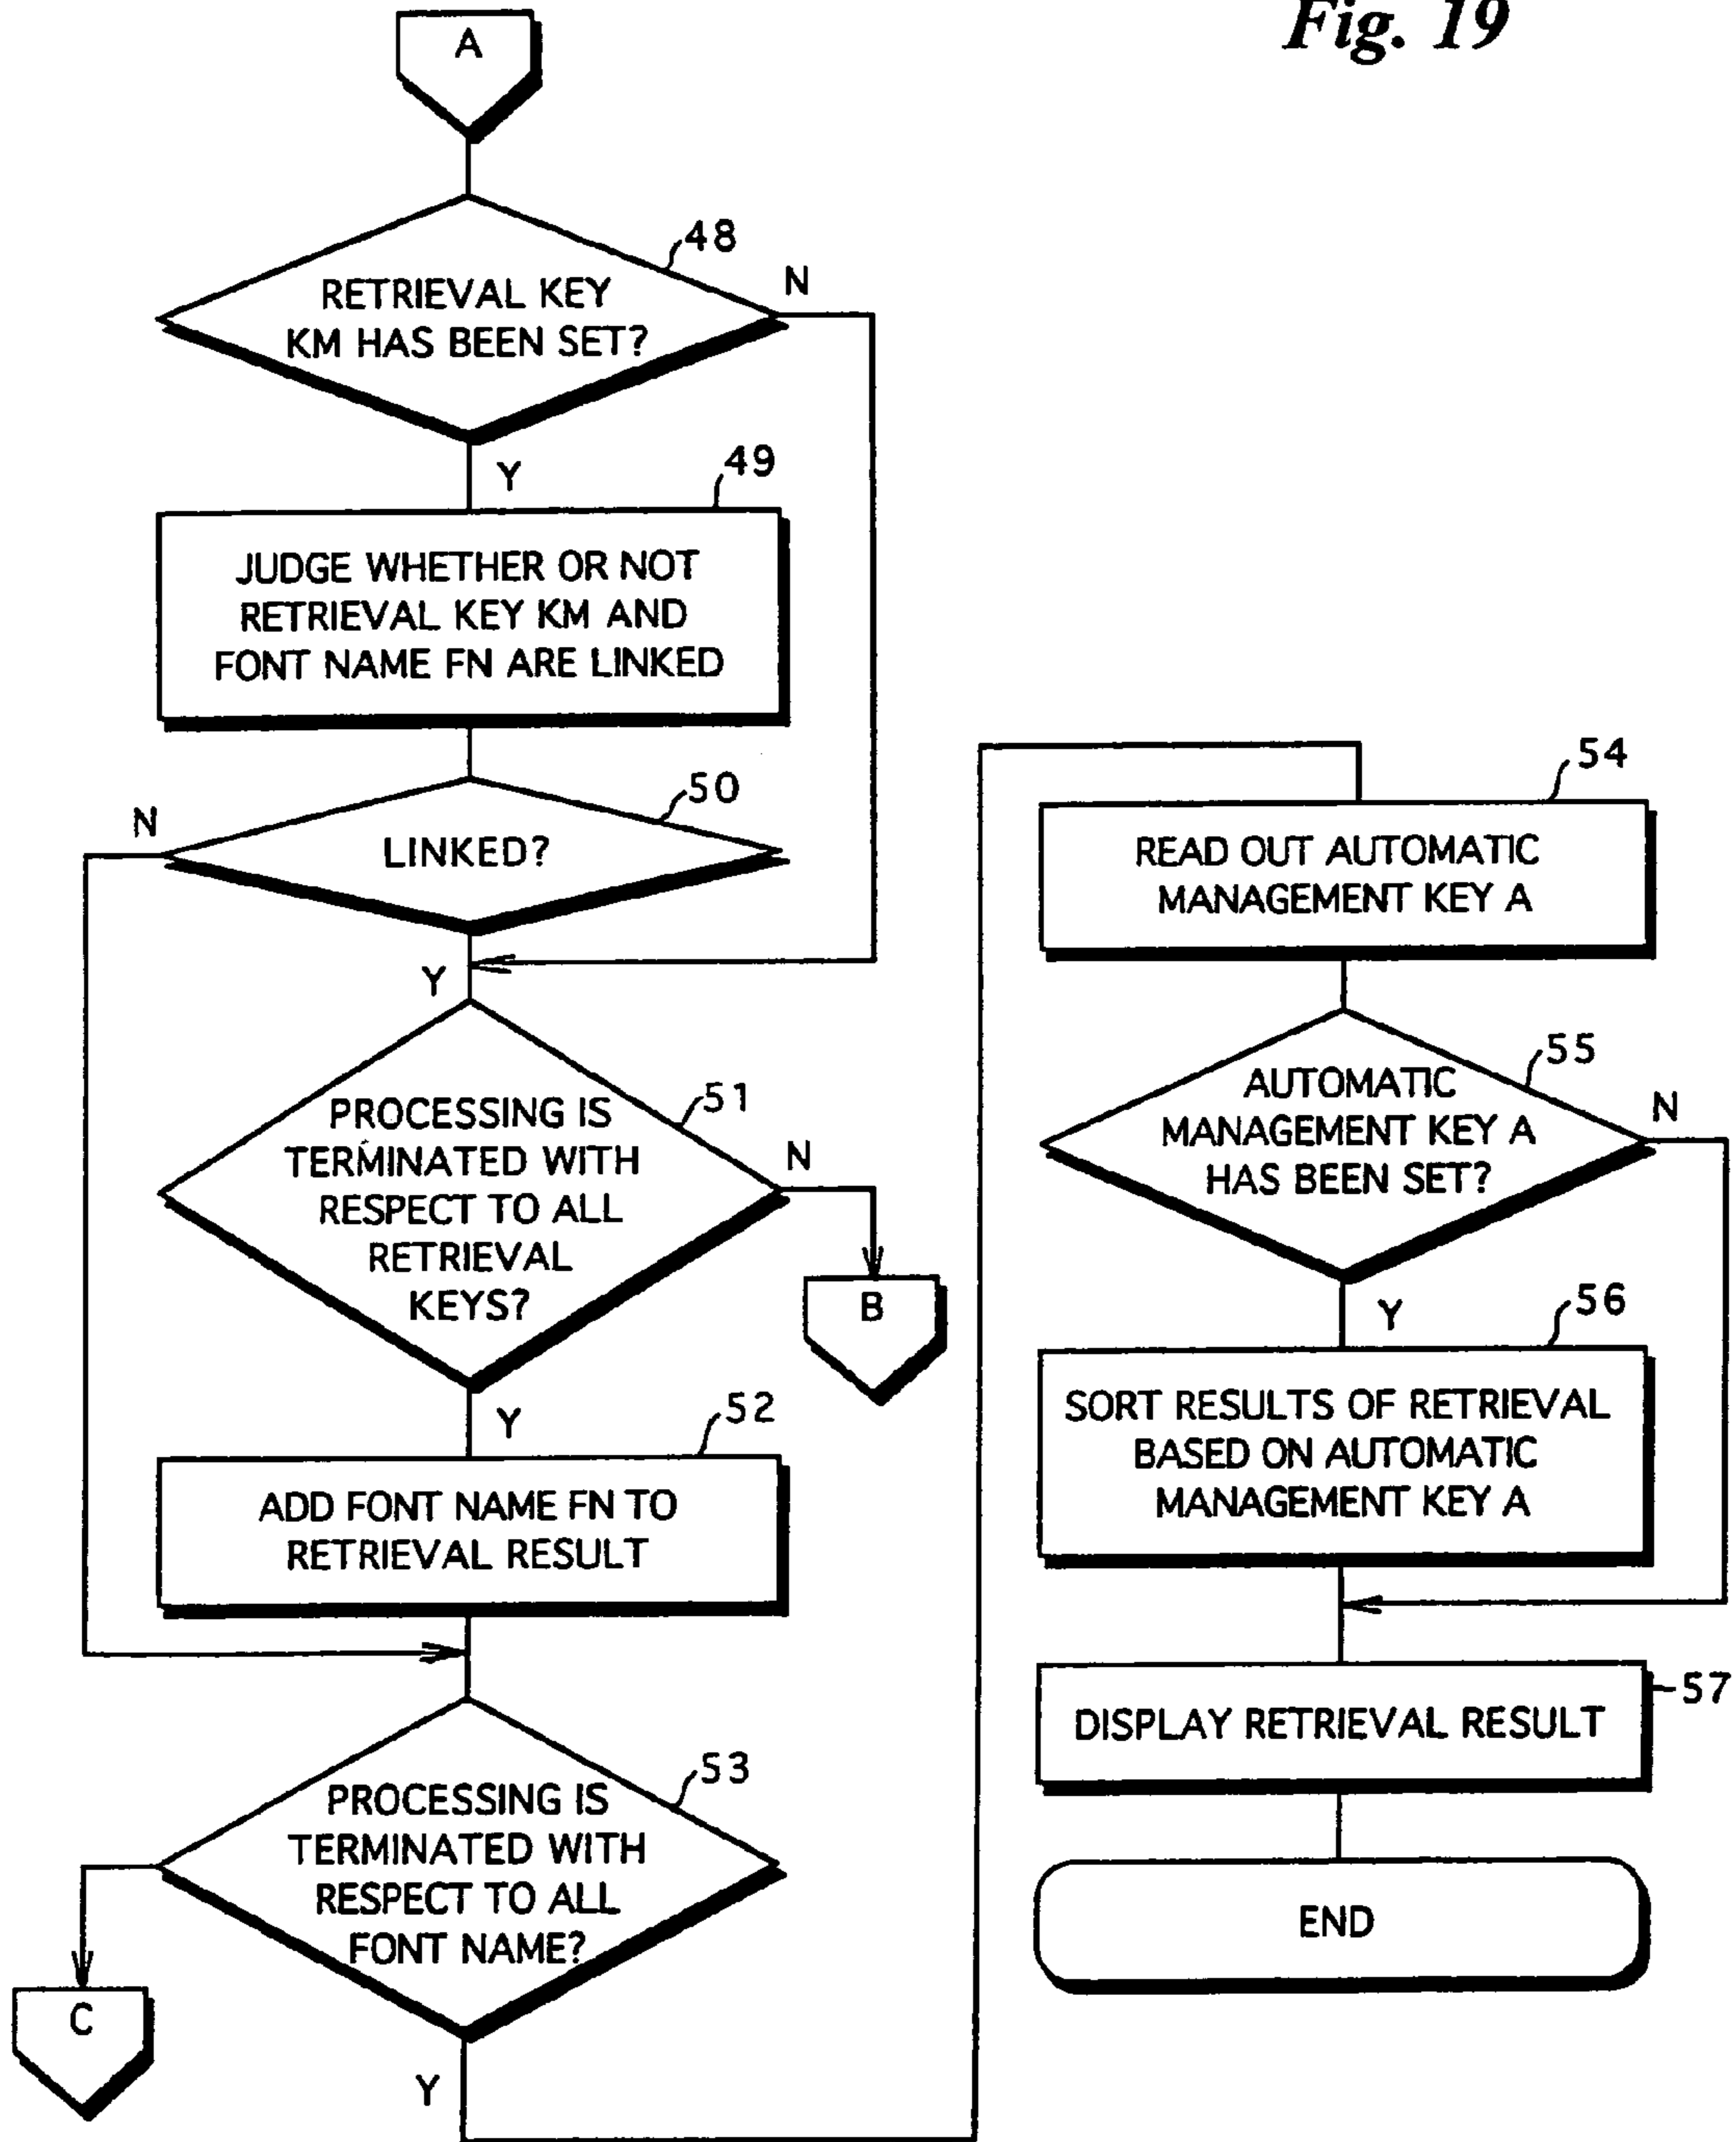 Fig. 19
A
48
RETRIEVAL KEY
KM HAS BEEN SET?
N
Y
49
JUDGE WHETHER OR NOT
RETRIEVAL KEY KM AND
FONT NAME FN ARE LINKED
50
N
LINKED?
Y
51
PROCESSING IS
TERMINATED WITH
RESPECT TO ALL
RETRIEVAL
KEYS?
N
B
Y
52
ADD FONT NAME FN TO
RETRIEVAL RESULT
53
PROCESSING IS
TERMINATED WITH
RESPECT TO ALL
FONT NAME?
C
Y
54
READ OUT AUTOMATIC
MANAGEMENT KEY A
55
AUTOMATIC
MANAGEMENT KEY A
HAS BEEN SET?
N
Y
56
SORT RESULTS OF RETRIEVAL
BASED ON AUTOMATIC
MANAGEMENT KEY A
57
DISPLAY RETRIEVAL RESULT
END